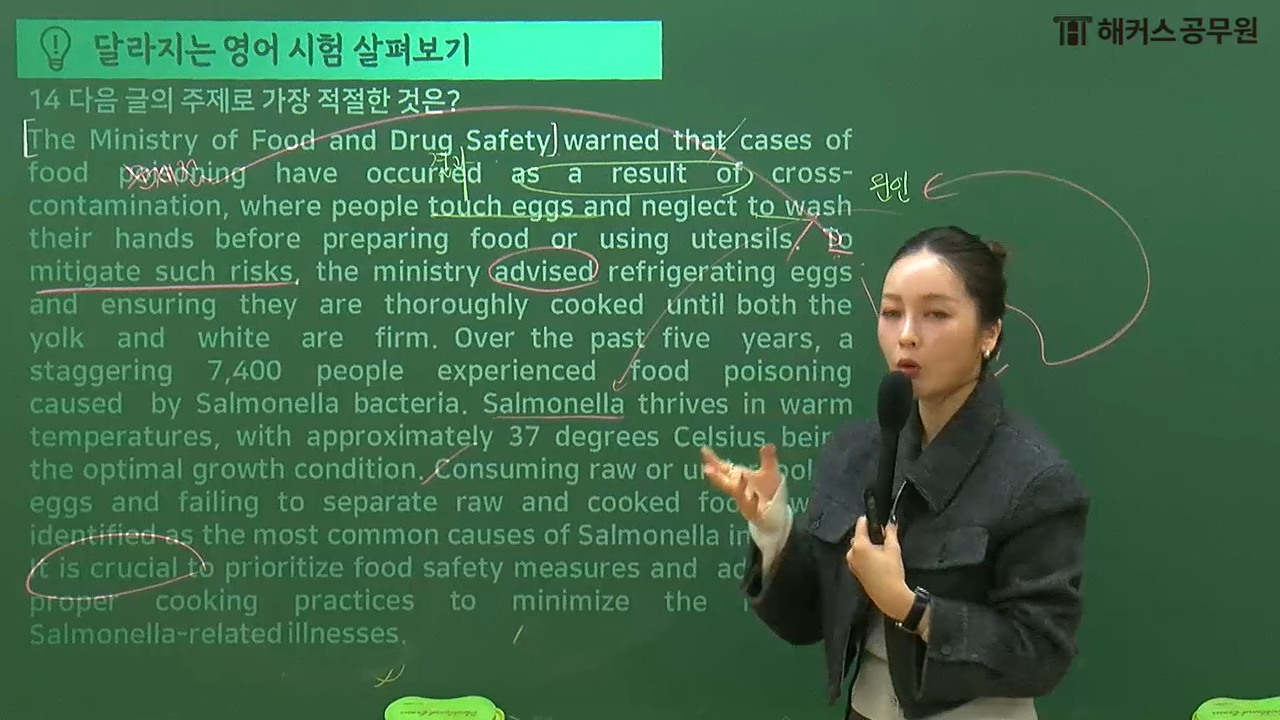 해커스공무원
달라지는 영어 시험 살펴보기
14 다음 글의 주제로 가장 적절한 것은?
The Ministry of Food and Drug Safety warned that cases of
food poisoning have occurred as a result of cross-
contamination, where people touch eggs and neglect to wash
their hands before preparing food or using utensils. To
mitigate such risks, the ministry advised refrigerating eggs
and ensuring they are thoroughly cooked until both the
yolk and white are firm. Over the past five years, a
staggering 7,400 people experienced food poisoning
caused by Salmonella bacteria. Salmonella thrives in warm
temperatures, with approximately 37 degrees Celsius
the optimal growth condition. Consuming raw or
eggs and failing to separate raw and cooked
identified as the most common causes of Salmonella
It is crucial to prioritize food safety measures and
proper cooking practices to minimize the
Salmonella-related illnesses.
결과
원인